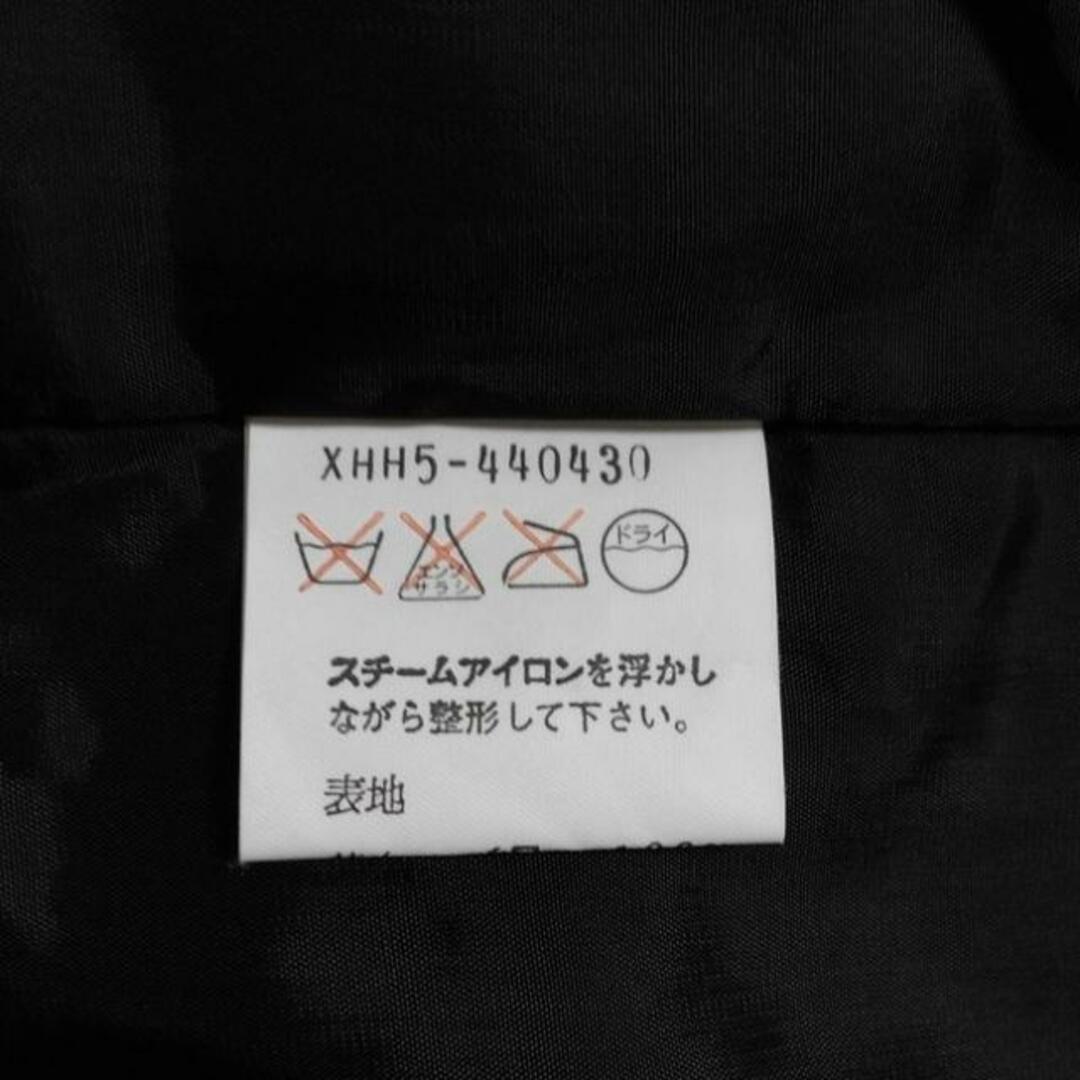 XHH5-440430
エンソ
サラシ
ドライ
スチームアイロンを浮かし
ながら整形して下さい。
表地